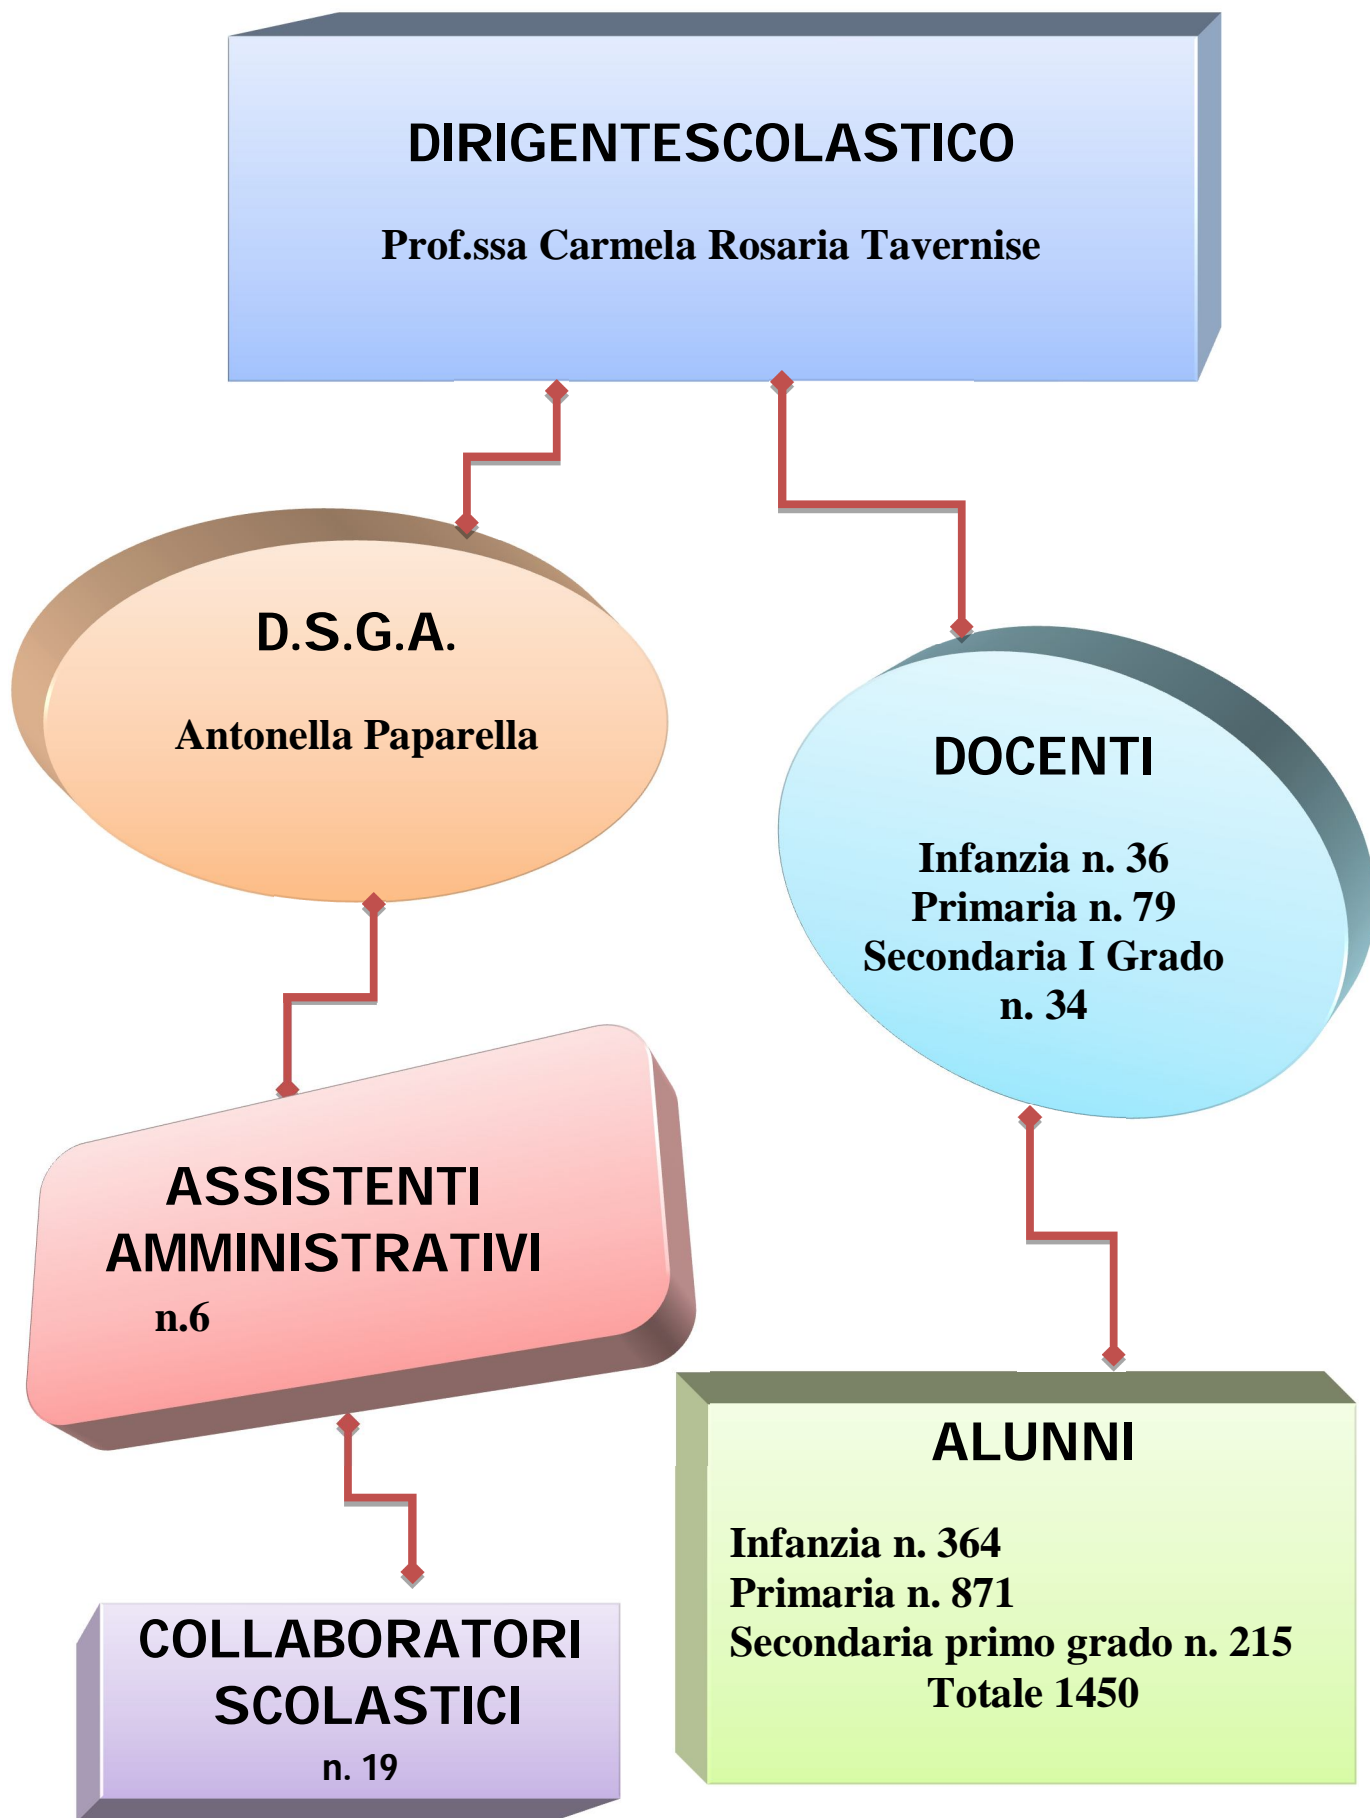 DIRIGENTESCOLASTICO
Prof.ssa Carmela Rosaria Tavernise
D.S.G.A.
Antonella Paparella
DOCENTI
Infanzia n. 36
Primaria n. 79
Secondaria I Grado
n. 34
ASSISTENTI
AMMINISTRATIVI
n.6
ALUNNI
Infanzia n. 364
Primaria n. 871
Secondaria primo grado n. 215
Totale 1450
COLLABORATORI
SCOLASTICI
n. 19